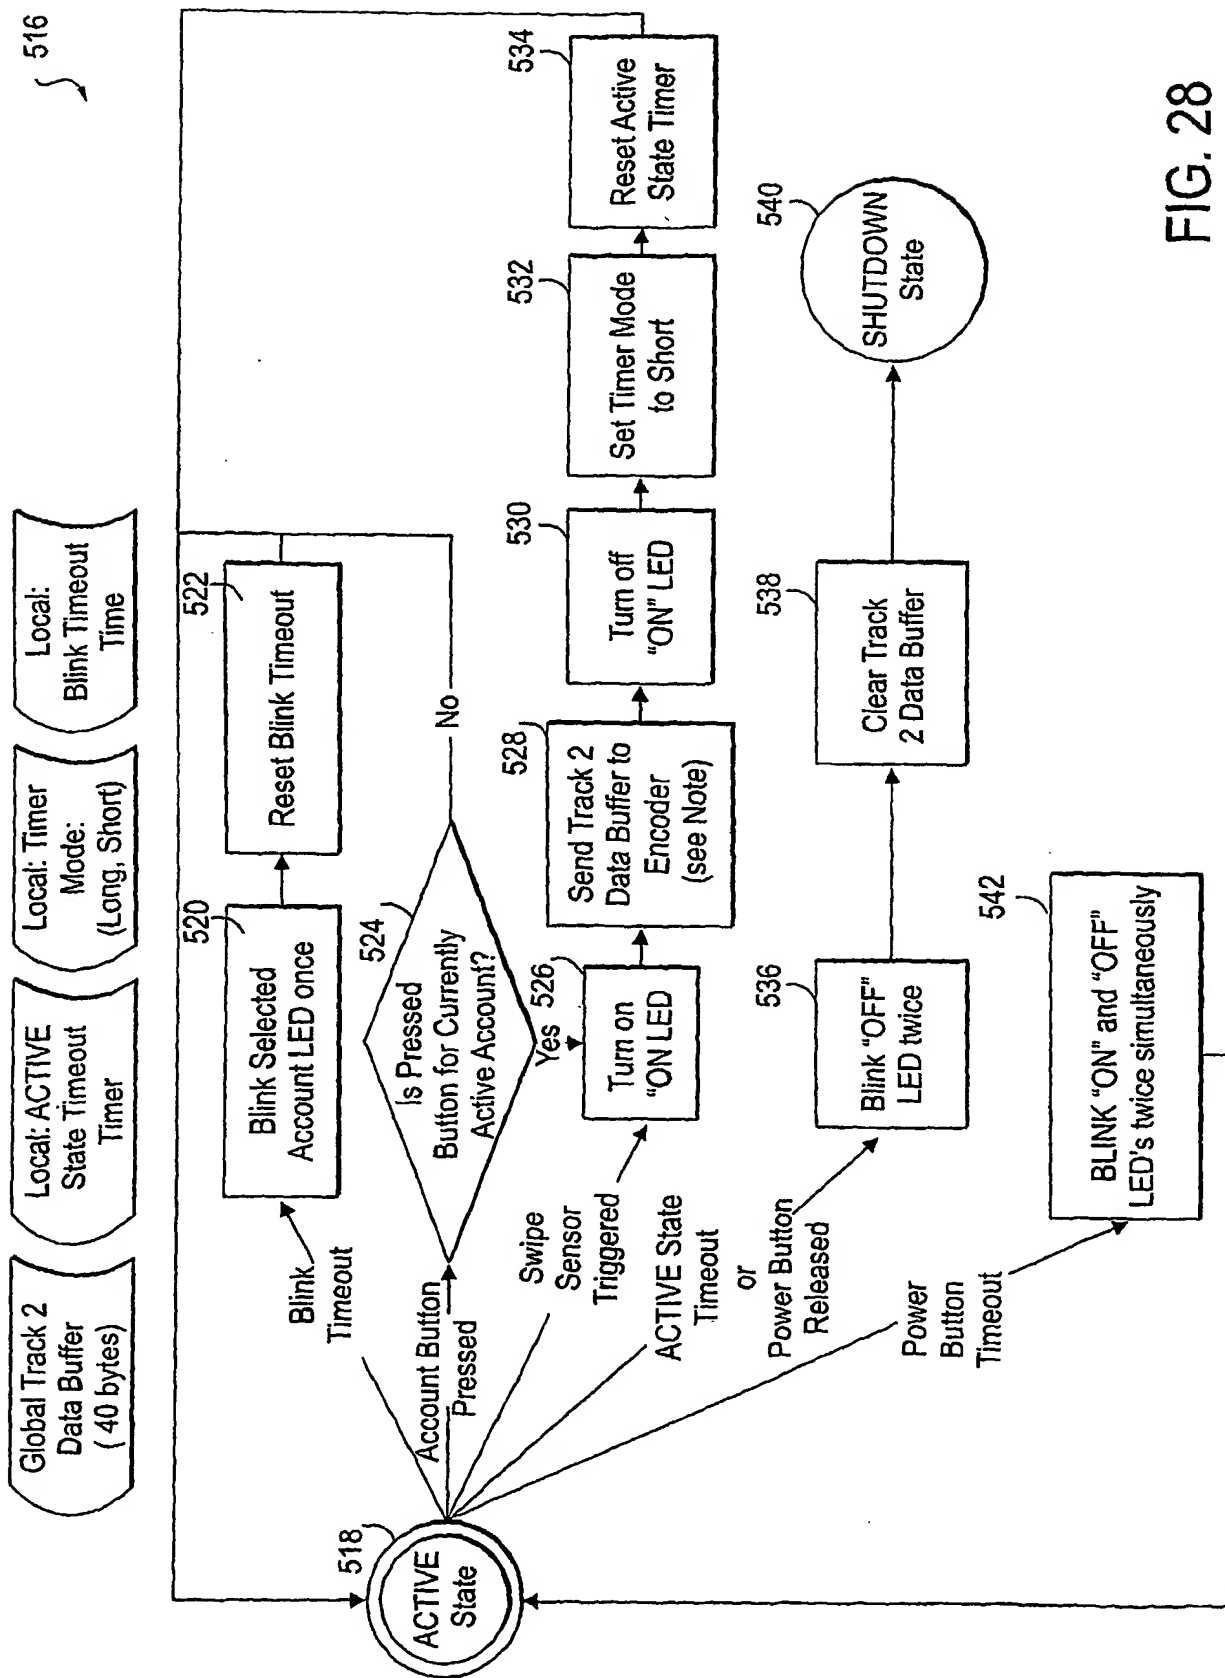 516
Global Track 2
Data Buffer
( 40 bytes)
Local: ACTIVE
State Timeout
Timer
Local: Timer
Mode:
(Long, Short)
Local:
Blink Timeout
Time
518
ACTIVE
State
Blink
Timeout
520
Blink Selected
Account LED once
522
Reset Blink Timeout
Account Button
Pressed
524
Is Pressed
Button for Currently
Active Account?
No
Yes
Swipe
Sensor
Triggered
526
Turn on
“ON LED
528
Send Track 2
Data Buffer to
Encoder
(see Note)
530
Turn off
“ON” LED
532
Set Timer Mode
to Short
534
Reset Active
State Timer
ACTIVE State
Timeout
or
Power Button
Released
536
Blink “OFF”
LED twice
538
Clear Track
2 Data Buffer
540
SHUTDOWN
State
Power
Button
Timeout
542
BLINK “ON” and “OFF”
LED's twice simultaneously
FIG. 28